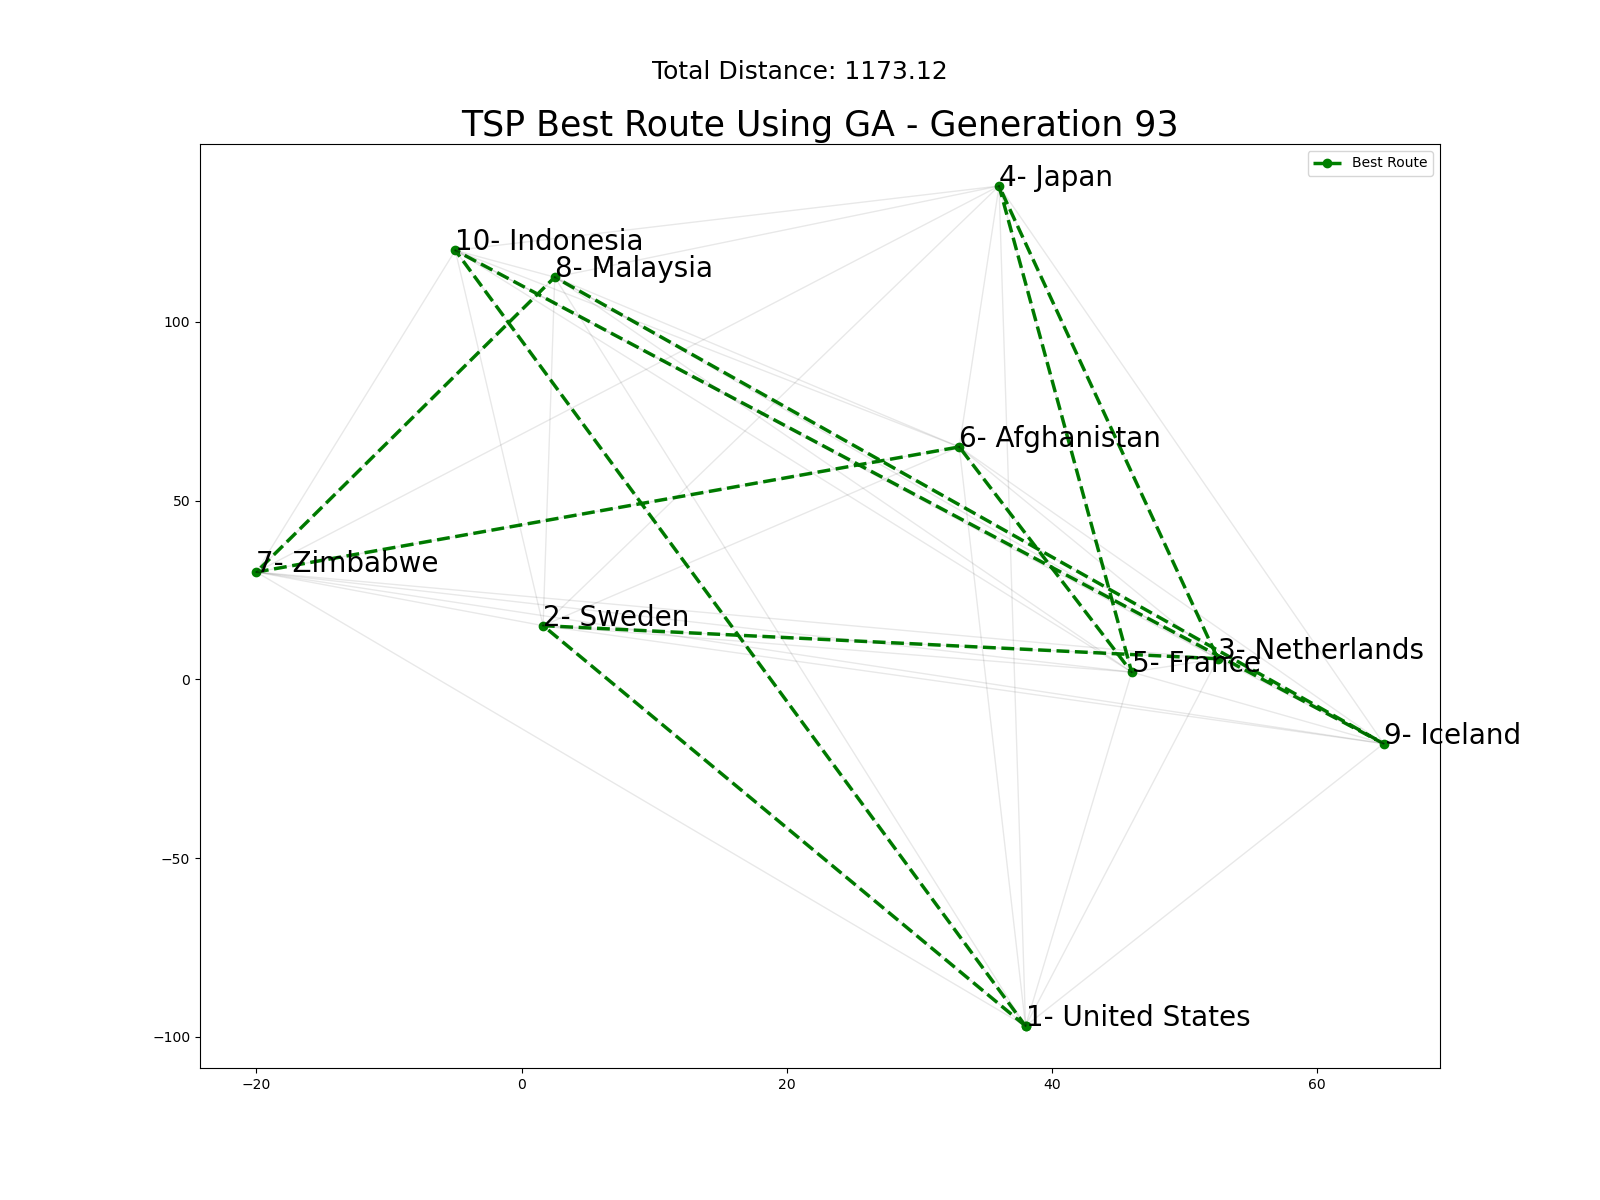 Total Distance: 1173.12
TSP Best Route Using GA - Generation 93
Best Route
4- Japan
10- Indonesia
8- Malaysia
100
6- Afghanistan
50
7- Zimbabwe
2- Sweden
3- Netherlands
5- France
0
9- Iceland
−50
1- United States
−100
−20 0 20 40 60